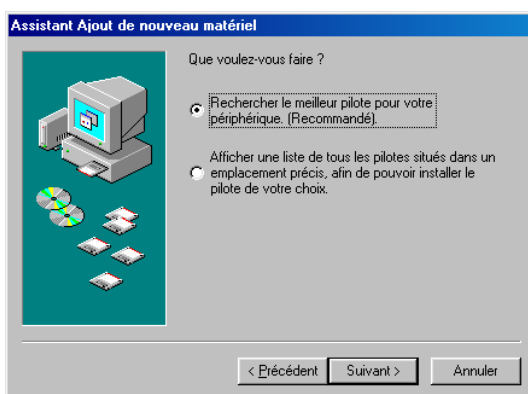 Assistant Ajout de nouveau matériel
Que voulez-vous faire ?
Rechercher le meilleur pilote pour votre
périphérique. (Recommandé).
Afficher une liste de tous les pilotes situés dans un
emplacement précis, afin de pouvoir installer le
pilote de votre choix.
< Précédent
Suivant >
Annuler